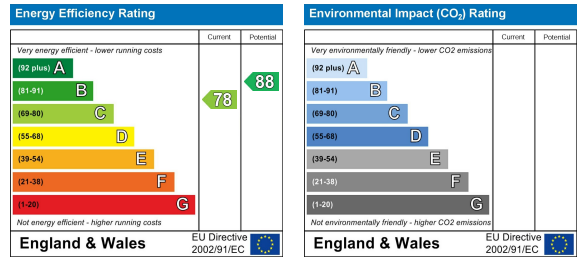 Energy Efficiency Rating
Current Potential
Very energy efficient - lower running costs
(92 plus) A
(81-91) B
(69-80) C
(55-68) D
(39-54) E
(21-38) F
(1-20) G
78
88
Not energy efficient - higher running costs
England & Wales
EU Directive
2002/91/EC
Environmental Impact (CO₂) Rating
Current Potential
Very environmentally friendly - lower CO2 emissions
(92 plus) A
(81-91) B
(69-80) C
(55-68) D
(39-54) E
(21-38) F
(1-20) G
Not environmentally friendly - higher CO2 emissions
England & Wales
EU Directive
2002/91/EC